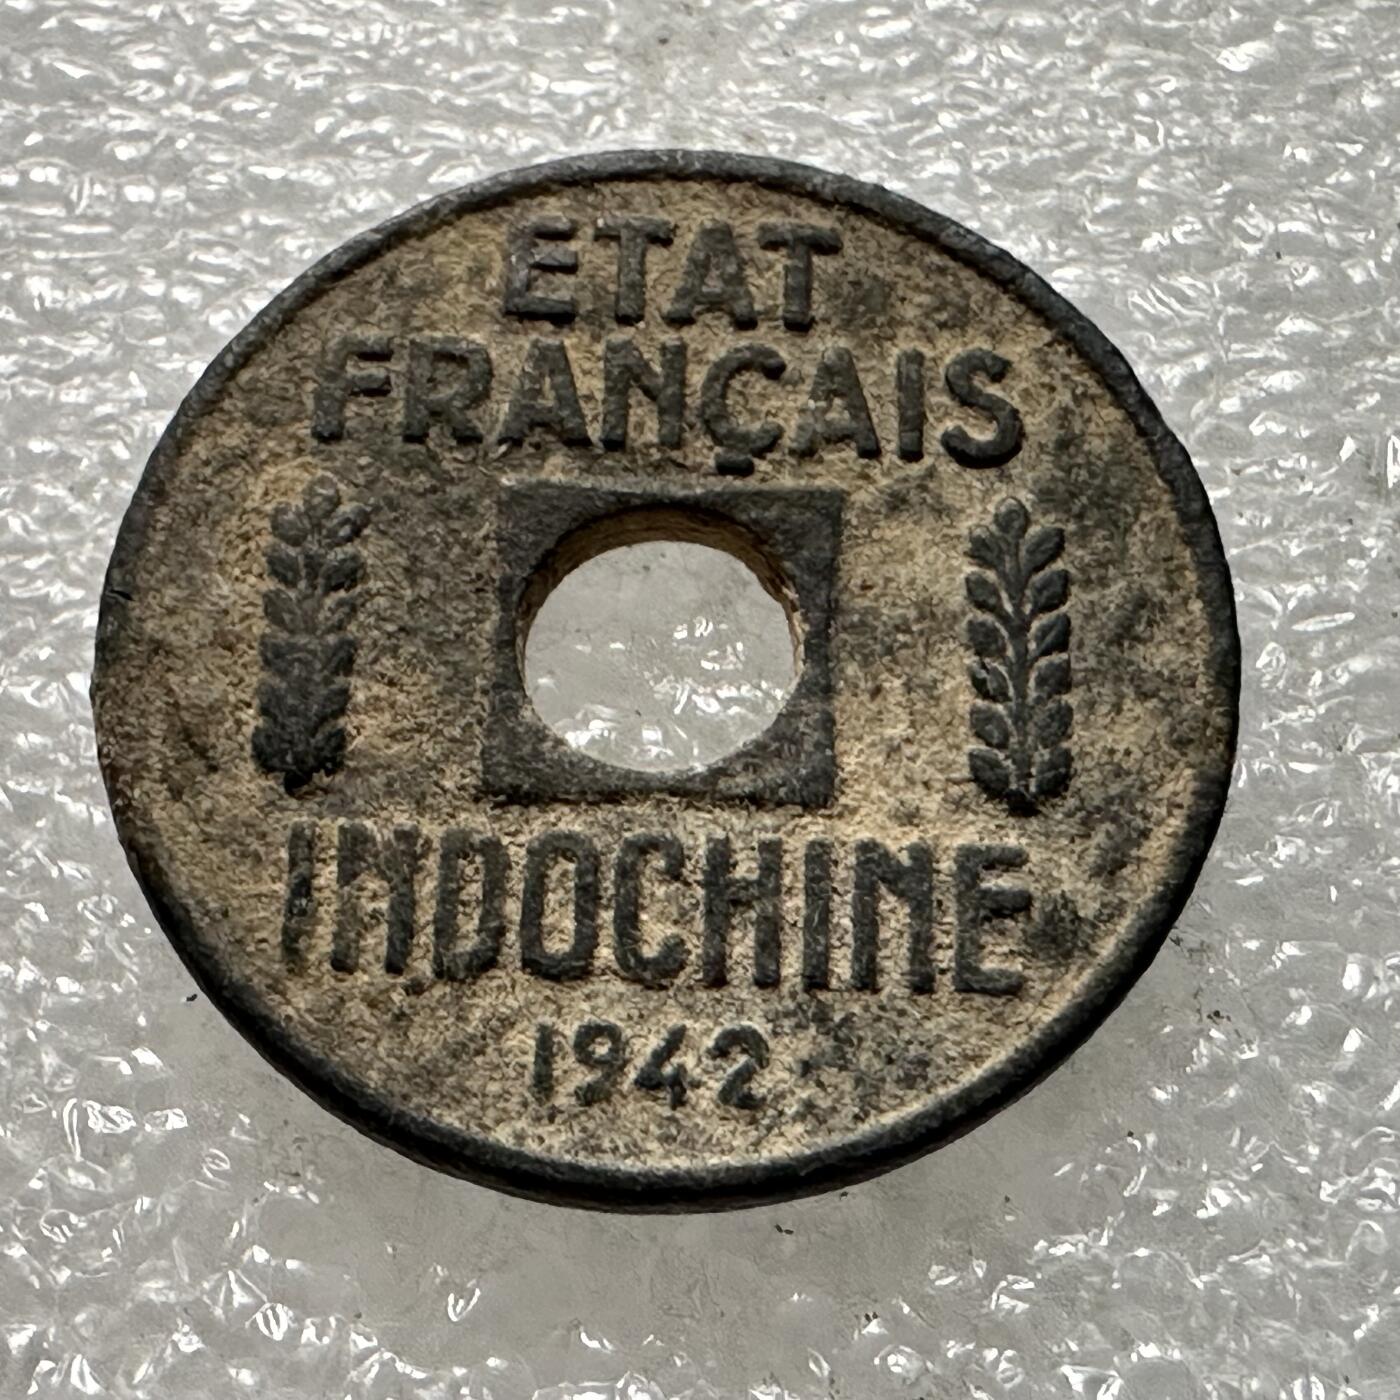 ETAT
FRANÇAIS
INDOCHINE
1942